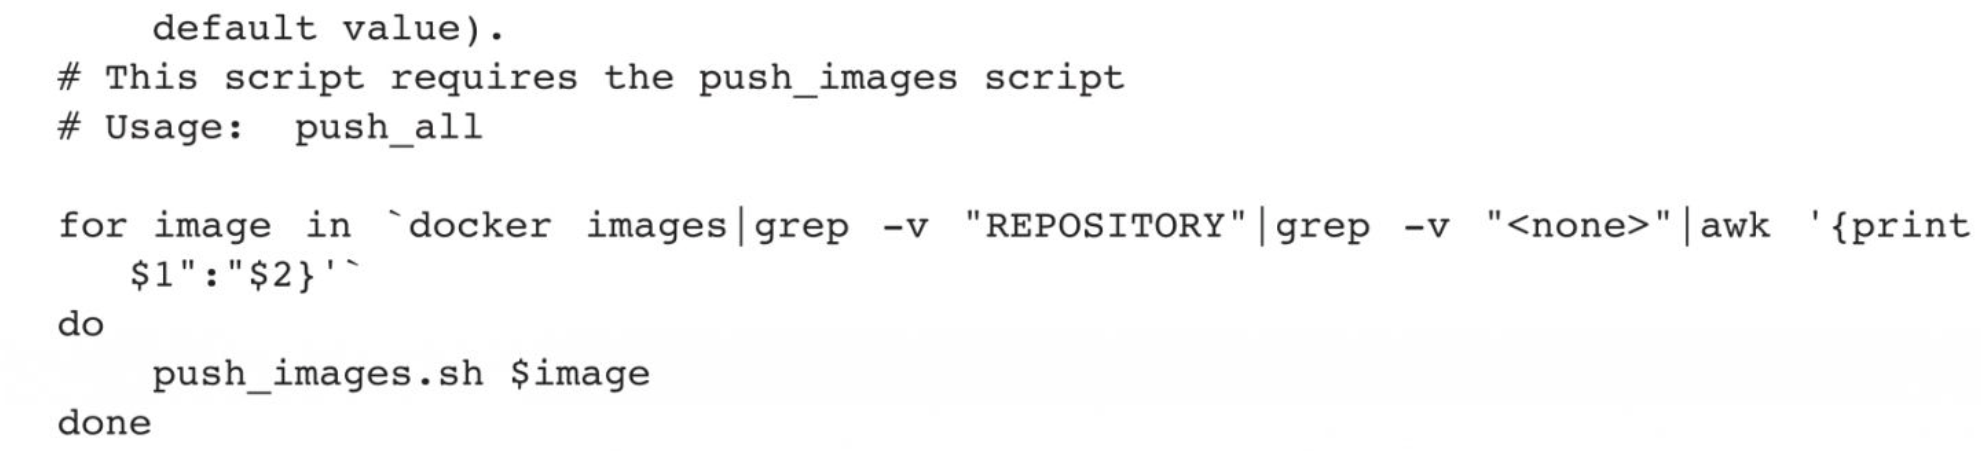 default value).
# This script requires the push_images script
# Usage:  push_all
for image in `docker images|grep -v "REPOSITORY"|grep -v "<none>"|awk '{print
$1":"$2}'`
do
push_images.sh $image
done